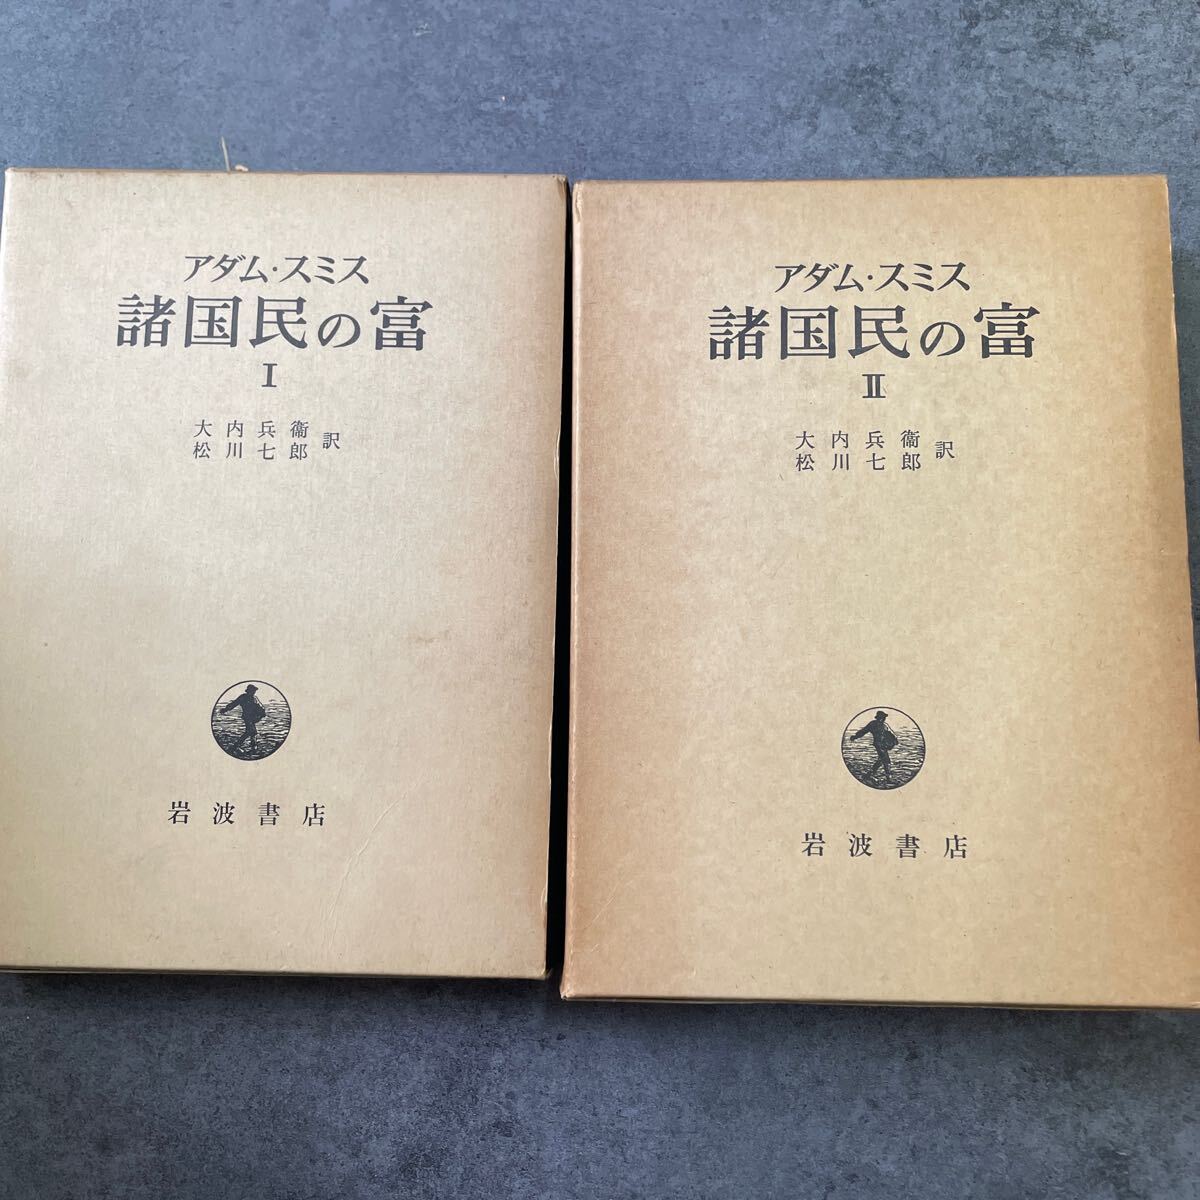 アダム・スミス
諸国民の富
I
大内兵衞
松川七郎
訳
岩波書店
アダム・スミス
諸国民の富
II
大内兵衞
松川七郎
訳
岩波書店